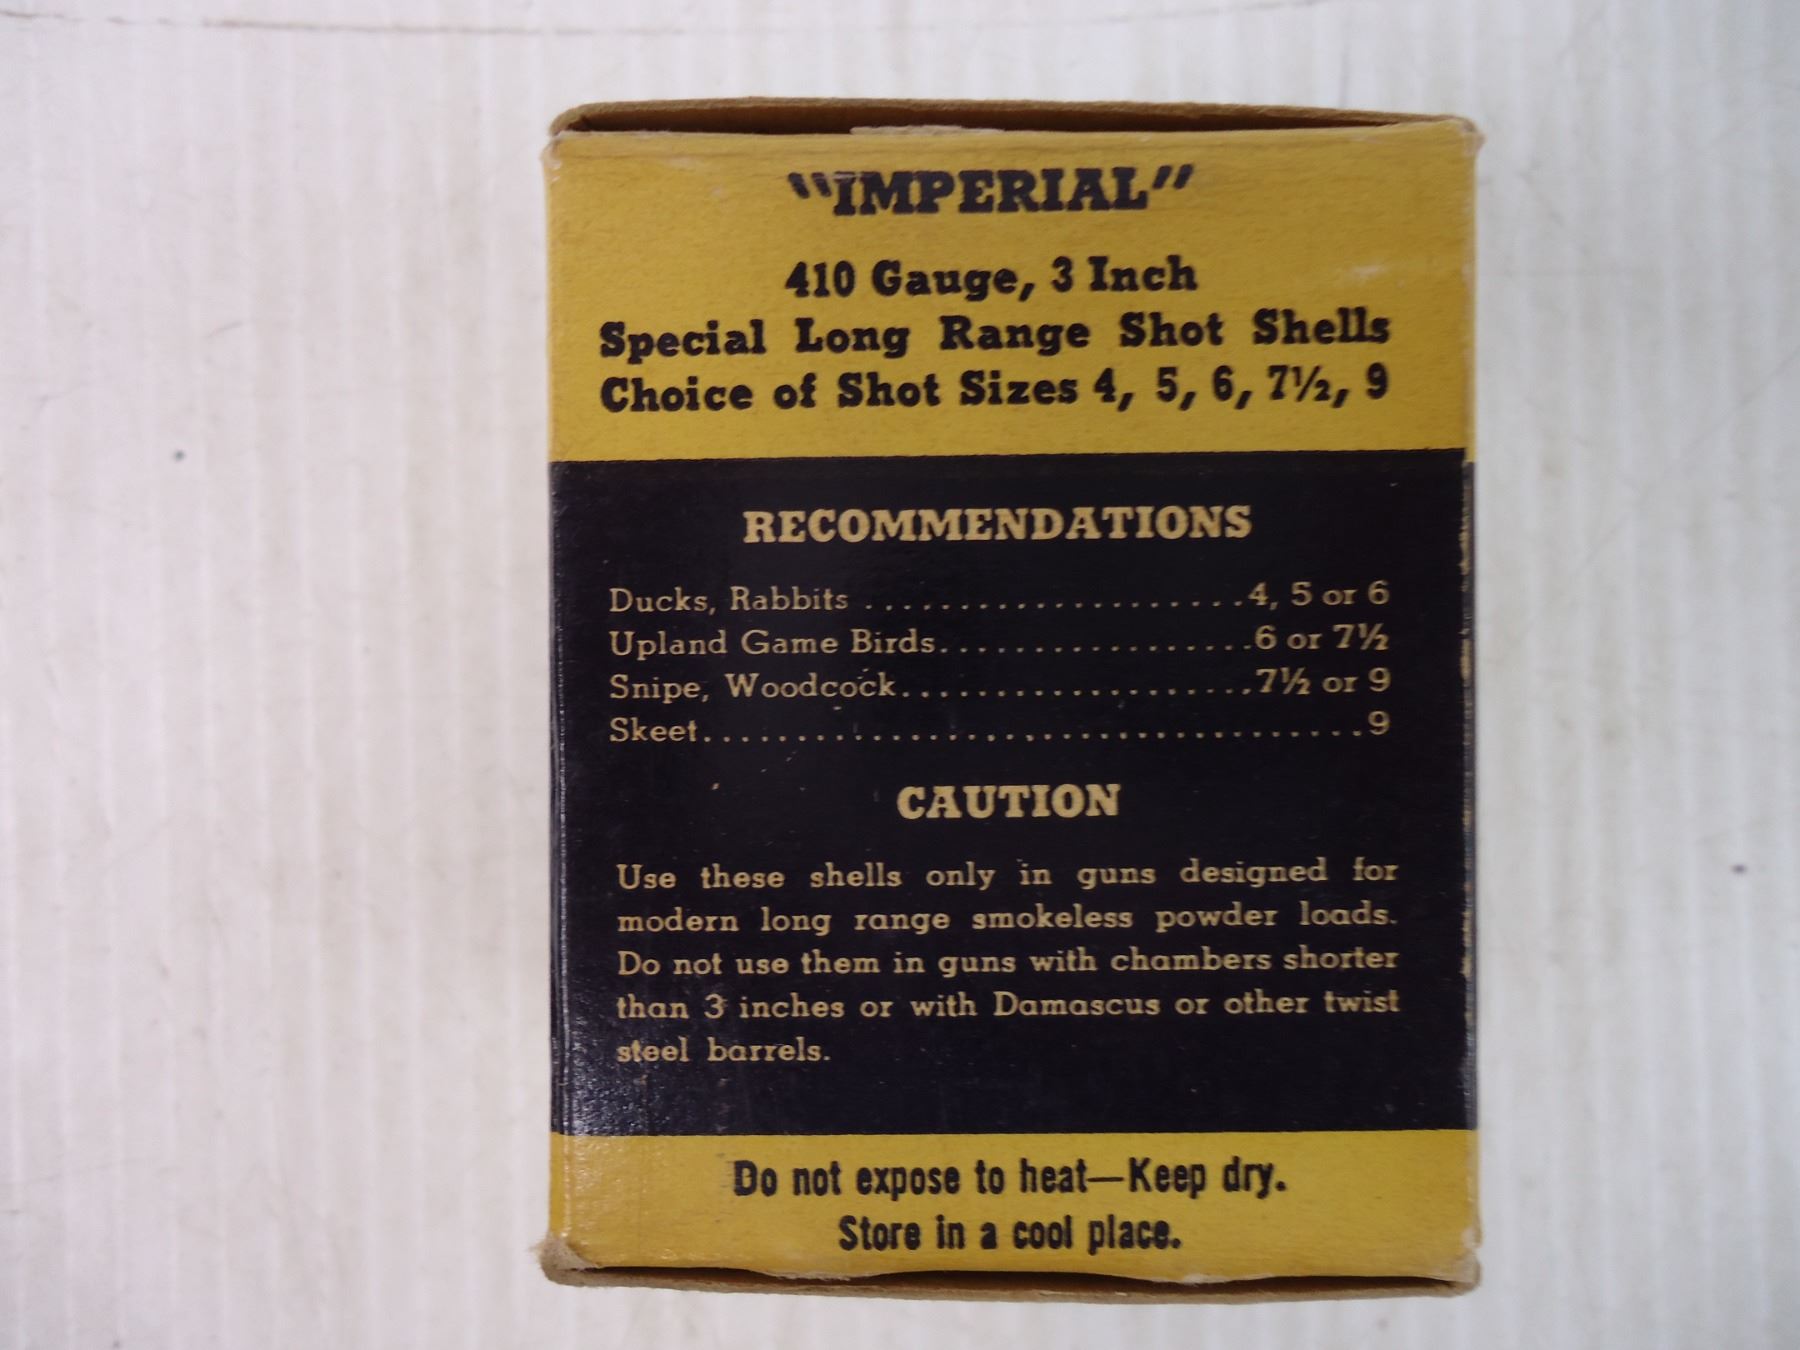 "IMPERIAL"
410 Gauge, 3 Inch
Special Long Range Shot Shells
Choice of Shot Sizes 4, 5, 6, 7½, 9
RECOMMENDATIONS
Ducks, Rabbits ....................4, 5 or 6
Upland Game Birds.................6 or 7½
Snipe, Woodcock...................7½ or 9
Skeet....................................9
CAUTION
Use these shells only in guns designed for
modern long range smokeless powder loads.
Do not use them in guns with chambers shorter
than 3 inches or with Damascus or other twist
steel barrels.
Do not expose to heat—Keep dry.
Store in a cool place.